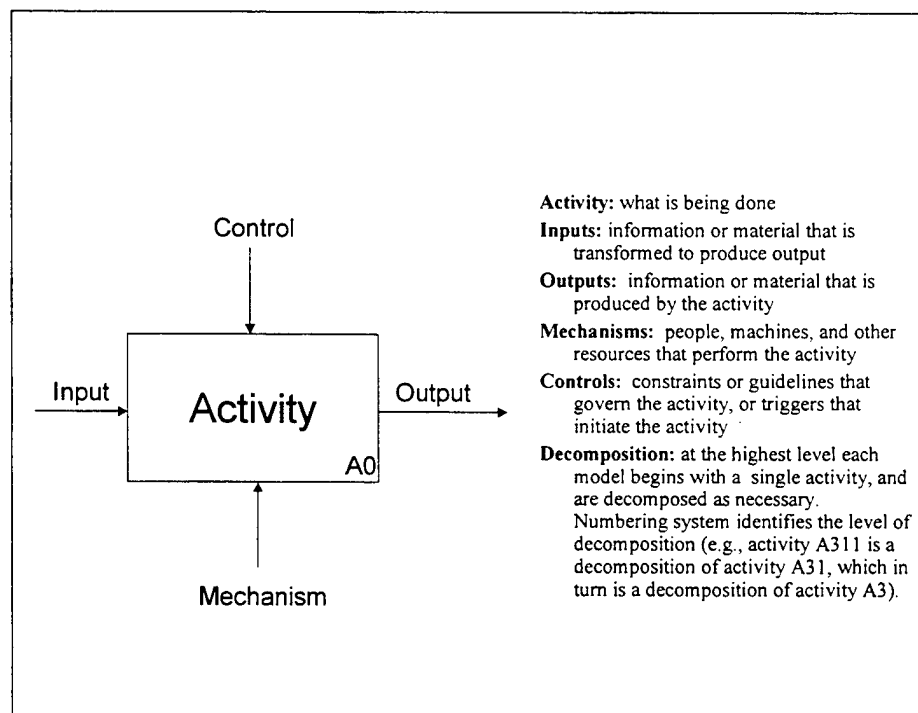 Control
Input
Activity
Output
A0
Mechanism
Activity: what is being done
Inputs: information or material that is
transformed to produce output
Outputs: information or material that is
produced by the activity
Mechanisms: people, machines, and other
resources that perform the activity
Controls: constraints or guidelines that
govern the activity, or triggers that
initiate the activity
Decomposition: at the highest level each
model begins with a single activity, and
are decomposed as necessary.
Numbering system identifies the level of
decomposition (e.g., activity A311 is a
decomposition of activity A31, which in
turn is a decomposition of activity A3).